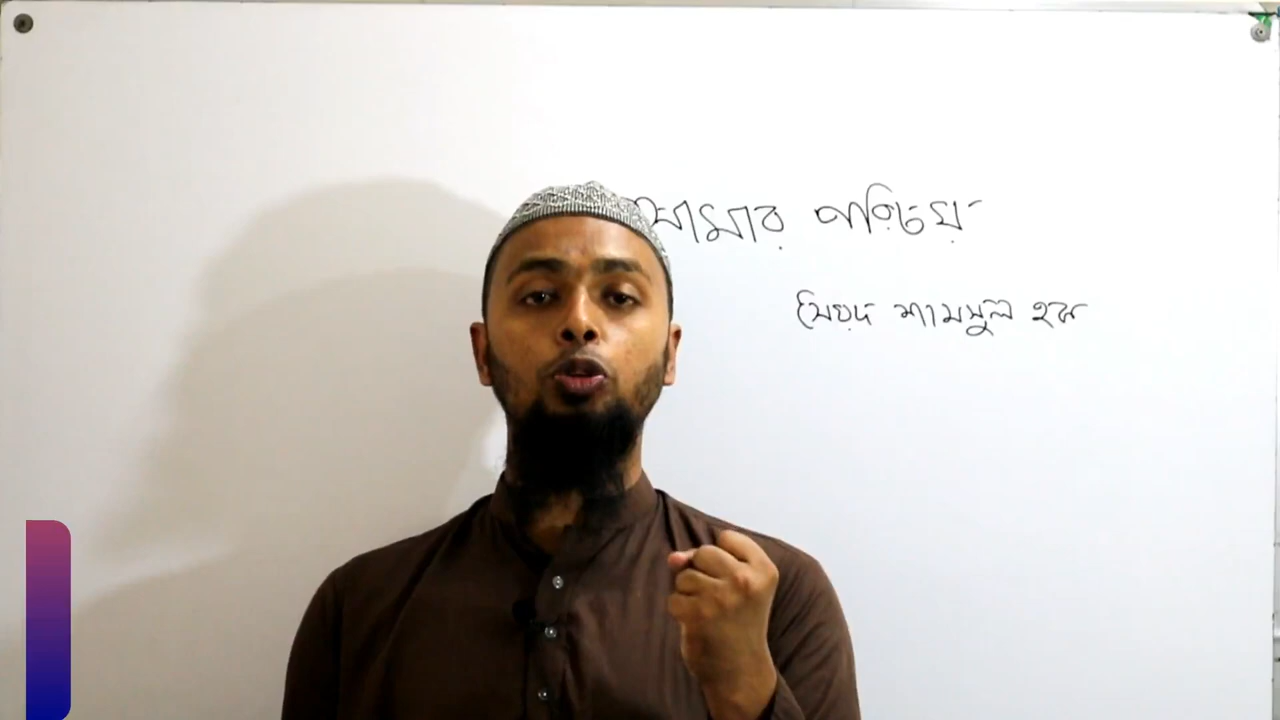 আমার পরিচয়
সৈয়দ শামসুল হক